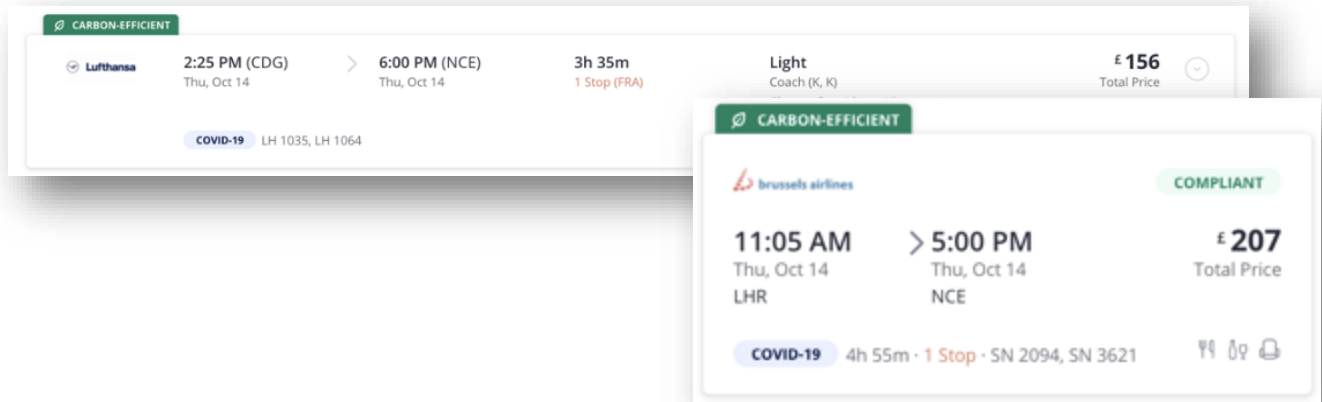 CARBON-EFFICIENT
Lufthansa 2:25 PM (CDG) > 6:00 PM (NCE) 3h 35m Light £ 156
Thu, Oct 14 Thu, Oct 14 1 Stop (FRA) Coach (K, K) Total Price
COVID-19 LH 1035, LH 1064
CARBON-EFFICIENT
brussels airlines COMPLIANT
11:05 AM > 5:00 PM £ 207
Thu, Oct 14 Thu, Oct 14 Total Price
LHR NCE
COVID-19 4h 55m · 1 Stop · SN 2094, SN 3621